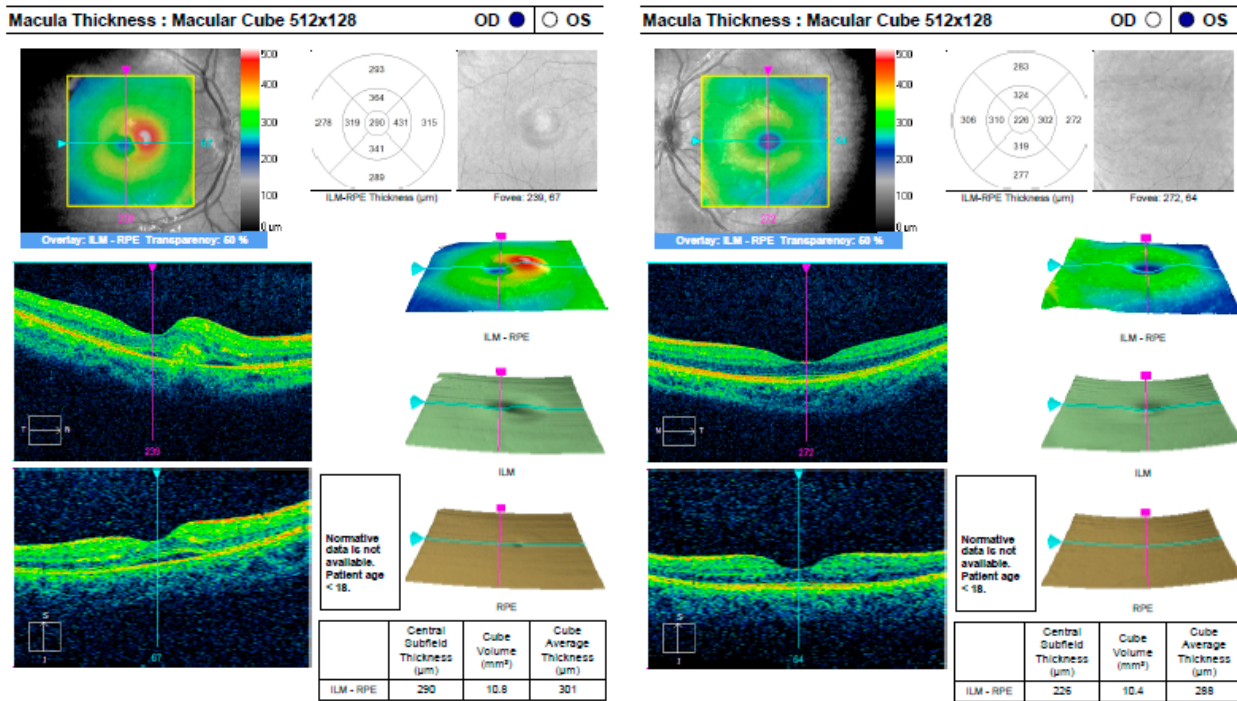 Macula Thickness : Macular Cube 512x128 OD OS
500
400
300
200
100
0 µm
293
364
278 319 290 431 315
341
289
239
Overlay: ILM - RPE Transparency: 50 %
ILM-RPE Thickness (µm)
Fovea: 239, 67
ILM - RPE
T N
239
ILM
Normative
data is not
available.
Patient age
< 18.
S
I
67
RPE
Central Subfield Thickness (µm) Cube Volume (mm³) Cube Average Thickness (µm)
ILM - RPE 290 10.8 301
Macula Thickness : Macular Cube 512x128 OD OS
500
400
300
200
100
0 µm
283
324
306 310 226 302 272
319
277
64
272
Overlay: ILM - RPE Transparency: 50 %
ILM-RPE Thickness (µm)
Fovea: 272, 64
ILM - RPE
N T
272
ILM
Normative
data is not
available.
Patient age
< 18.
S
I
64
RPE
Central Subfield Thickness (µm) Cube Volume (mm³) Cube Average Thickness (µm)
ILM - RPE 226 10.4 288